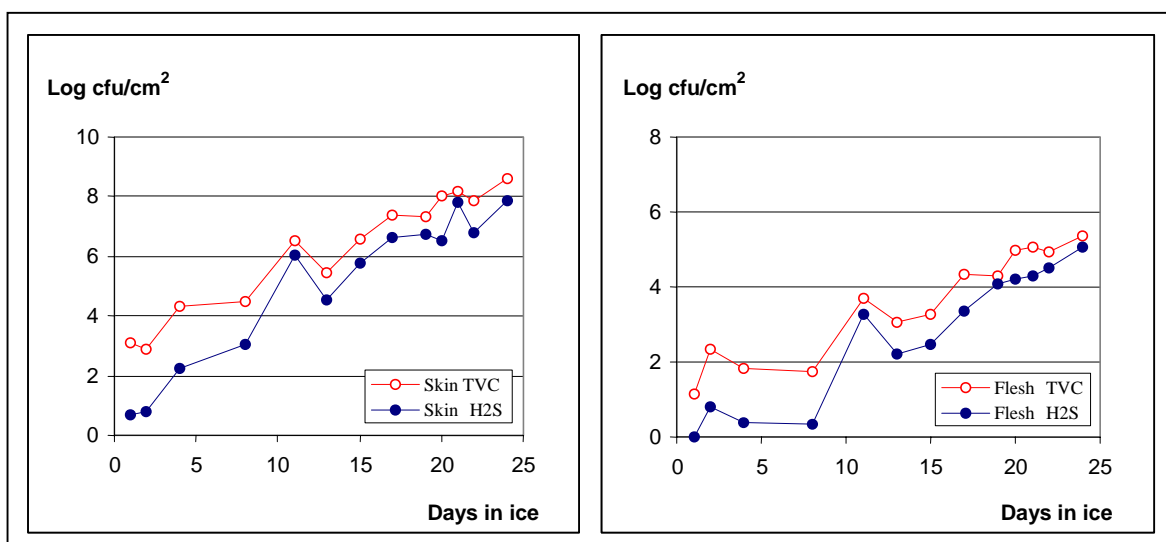 Log cfu/cm²
10
8
6
4
2
0
0 5 10 15 20 25
Skin TVC
Skin H2S
Days in ice
Log cfu/cm²
8
6
4
2
0
0 5 10 15 20 25
Flesh TVC
Flesh H2S
Days in ice